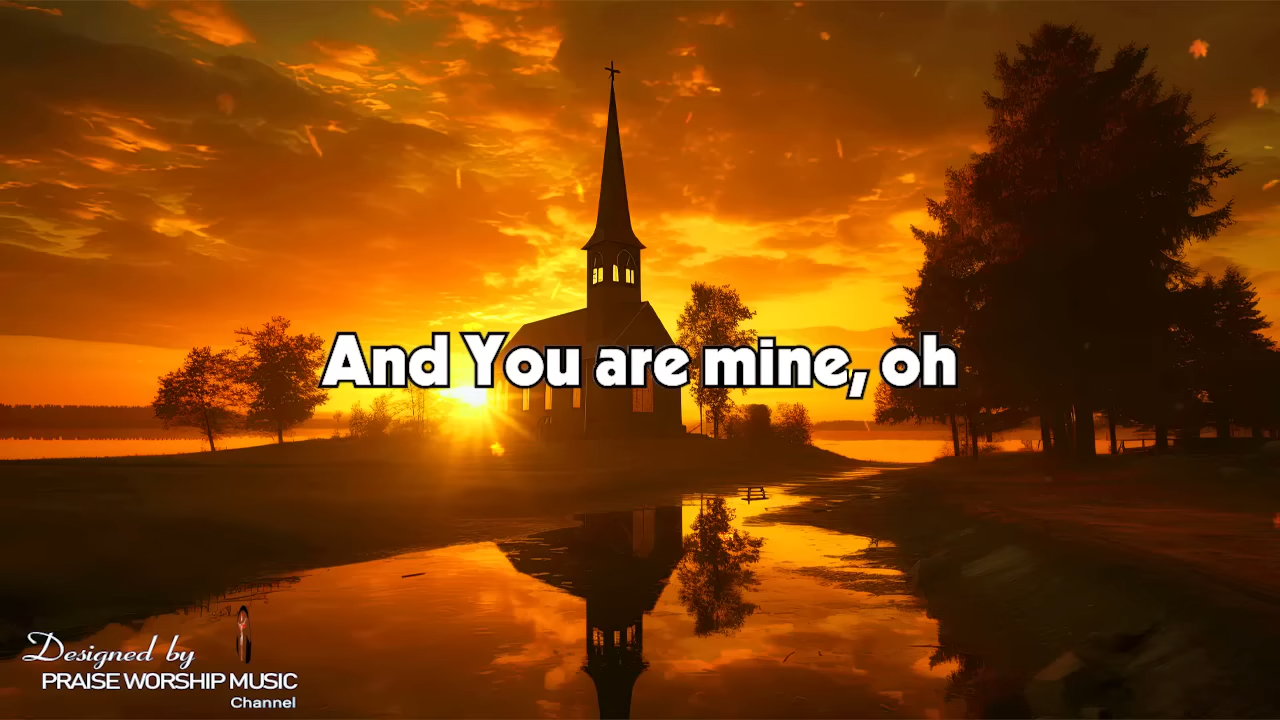 And You are mine, oh
Designed by
PRAISE WORSHIP MUSIC
Channel